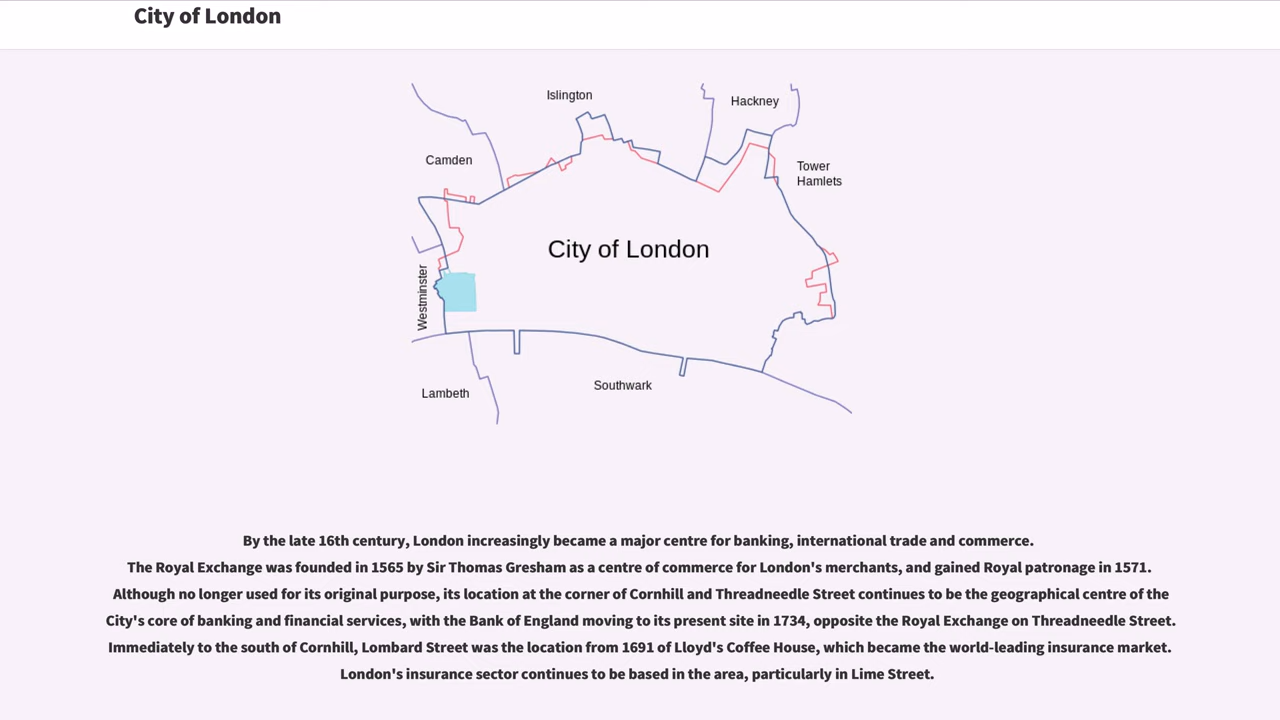 City of London
Islington
Hackney
Camden
Tower
Hamlets
City of London
Westminster
Southwark
Lambeth
By the late 16th century, London increasingly became a major centre for banking, international trade and commerce.
The Royal Exchange was founded in 1565 by Sir Thomas Gresham as a centre of commerce for London's merchants, and gained Royal patronage in 1571.
Although no longer used for its original purpose, its location at the corner of Cornhill and Threadneedle Street continues to be the geographical centre of the
City's core of banking and financial services, with the Bank of England moving to its present site in 1734, opposite the Royal Exchange on Threadneedle Street.
Immediately to the south of Cornhill, Lombard Street was the location from 1691 of Lloyd's Coffee House, which became the world-leading insurance market.
London's insurance sector continues to be based in the area, particularly in Lime Street.